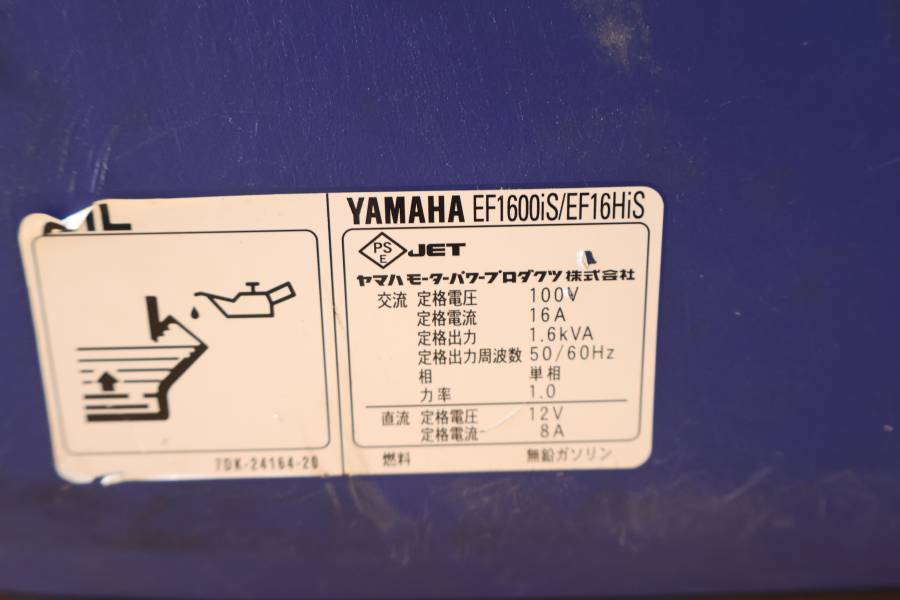 YAMAHA EF1600iS/EF16HiS
PS
E
JET
ヤマハモーターパワープロダクツ株式会社
交流 定格電圧 100V
定格電流 16A
定格出力 1.6kVA
定格出力周波数 50/60Hz
相 単相
力率 1.0
直流 定格電圧 12V
定格電流 8A
燃料 無鉛ガソリン
7DK-24164-20